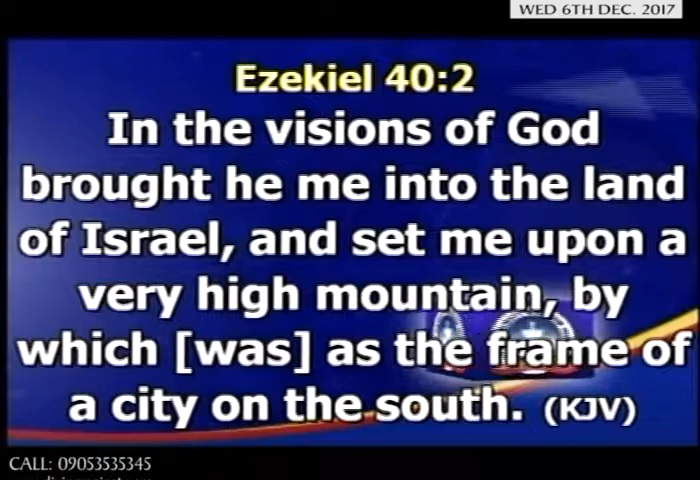 WED 6TH DEC. 2017
Ezekiel 40:2
In the visions of God
brought he me into the land
of Israel, and set me upon a
very high mountain, by
which [was] as the frame of
a city on the south. (KJV)
CALL: 09053535345